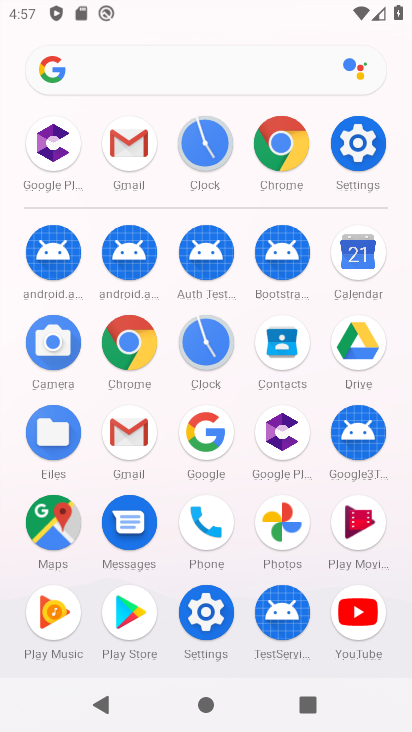 4:57
Google Pl... Gmail Clock Chrome Settings
android.a... android.a... Auth Test... Bootstra... Calendar
21
Camera Chrome Clock Contacts Drive
Files Gmail Google Google Pl... Google3T...
Maps Messages Phone Photos Play Movi...
Play Music Play Store Settings TestServi... YouTube